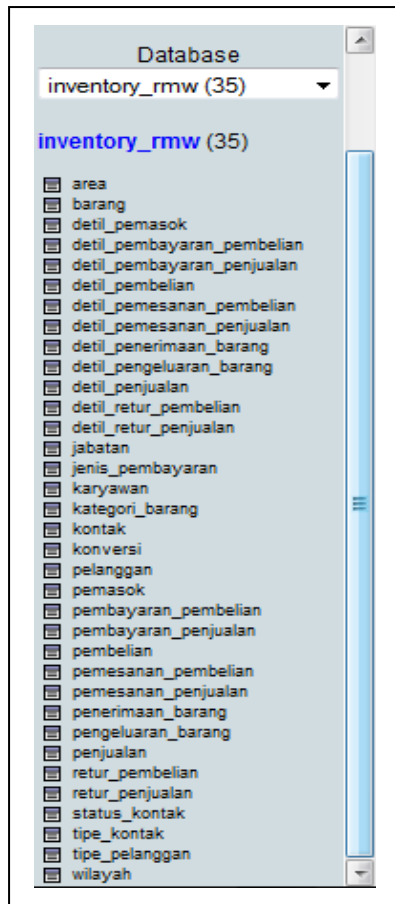 Database
inventory_rmw (35)
inventory_rmw (35)
area
barang
detil_pemasok
detil_pembayaran_pembelian
detil_pembayaran_penjualan
detil_pembelian
detil_pemesanan_pembelian
detil_pemesanan_penjualan
detil_penerimaan_barang
detil_pengeluaran_barang
detil_penjualan
detil_retur_pembelian
detil_retur_penjualan
jabatan
jenis_pembayaran
karyawan
kategori_barang
kontak
konversi
pelanggan
pemasok
pembayaran_pembelian
pembayaran_penjualan
pembelian
pemesanan_pembelian
pemesanan_penjualan
penerimaan_barang
pengeluaran_barang
penjualan
retur_pembelian
retur_penjualan
status_kontak
tipe_kontak
tipe_pelanggan
wilayah